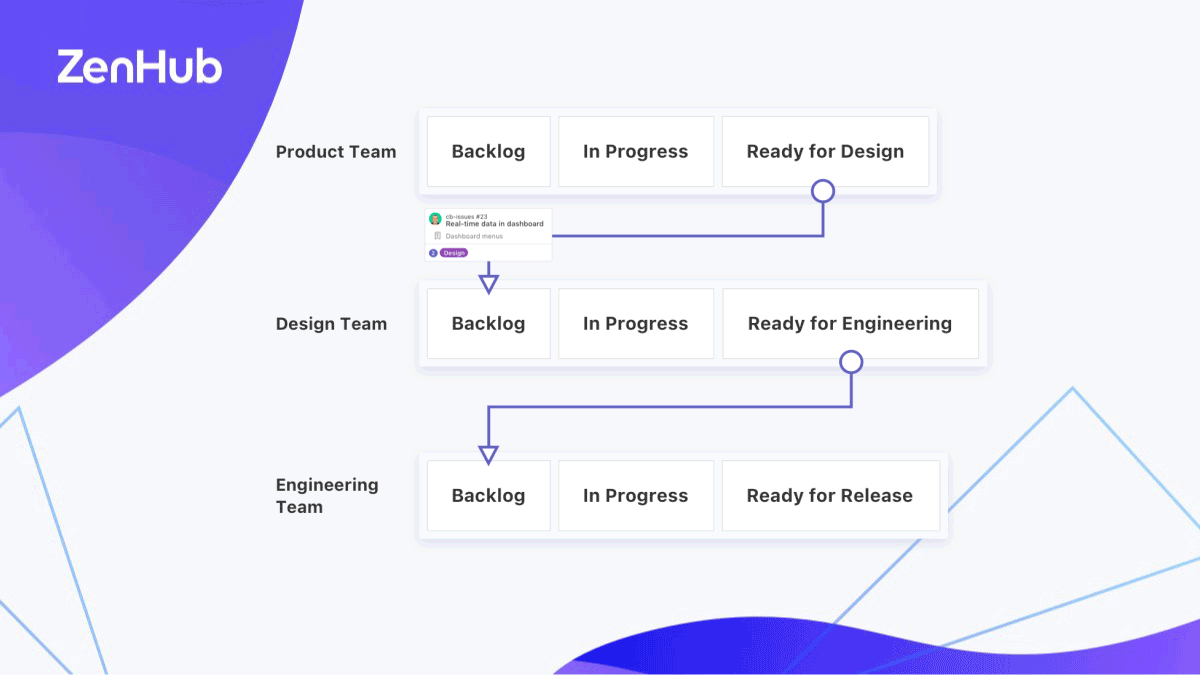 ZenHub
Product Team
Backlog
In Progress
Ready for Design
cb-issues #23
Real-time data in dashboard
Dashboard menus
2
Design
Design Team
Backlog
In Progress
Ready for Engineering
Engineering
Team
Backlog
In Progress
Ready for Release